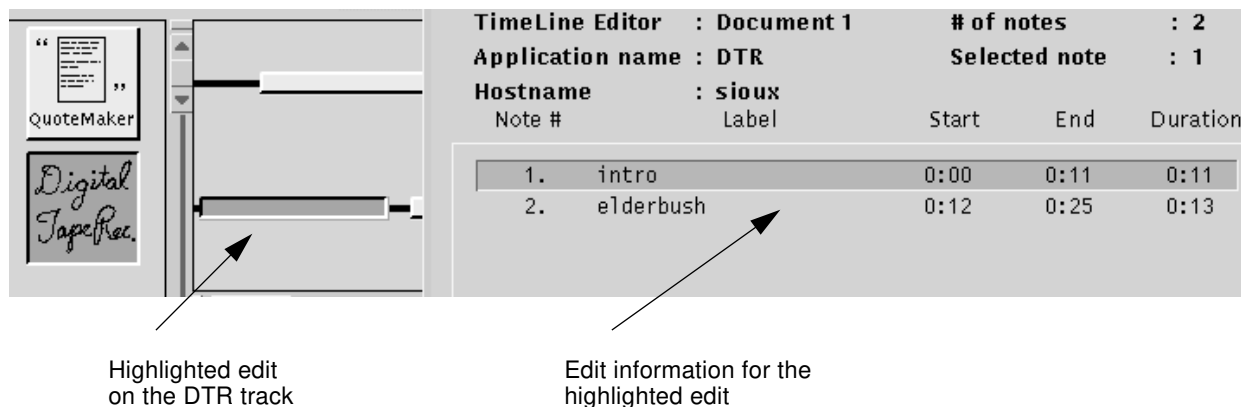 “
”
QuoteMaker
Digital
TapeRec.
TimeLine Editor : Document 1 # of notes : 2
Application name : DTR Selected note : 1
Hostname : sioux
Note # Label Start End Duration
1. intro 0:00 0:11 0:11
2. elderbush 0:12 0:25 0:13
Highlighted edit
on the DTR track
Edit information for the
highlighted edit